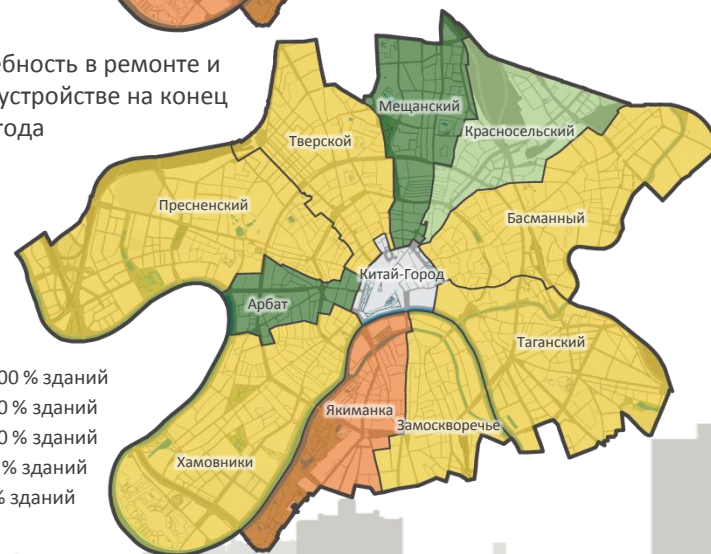 ебность в ремонте и
устройстве на конец
года
Мещанский
Красносельский
Тверской
Пресненский
Басманный
Китай-Город
Арбат
Таганский
Якиманка
Замоскворечье
Хамовники
00 % зданий
0 % зданий
0 % зданий
% зданий
% зданий